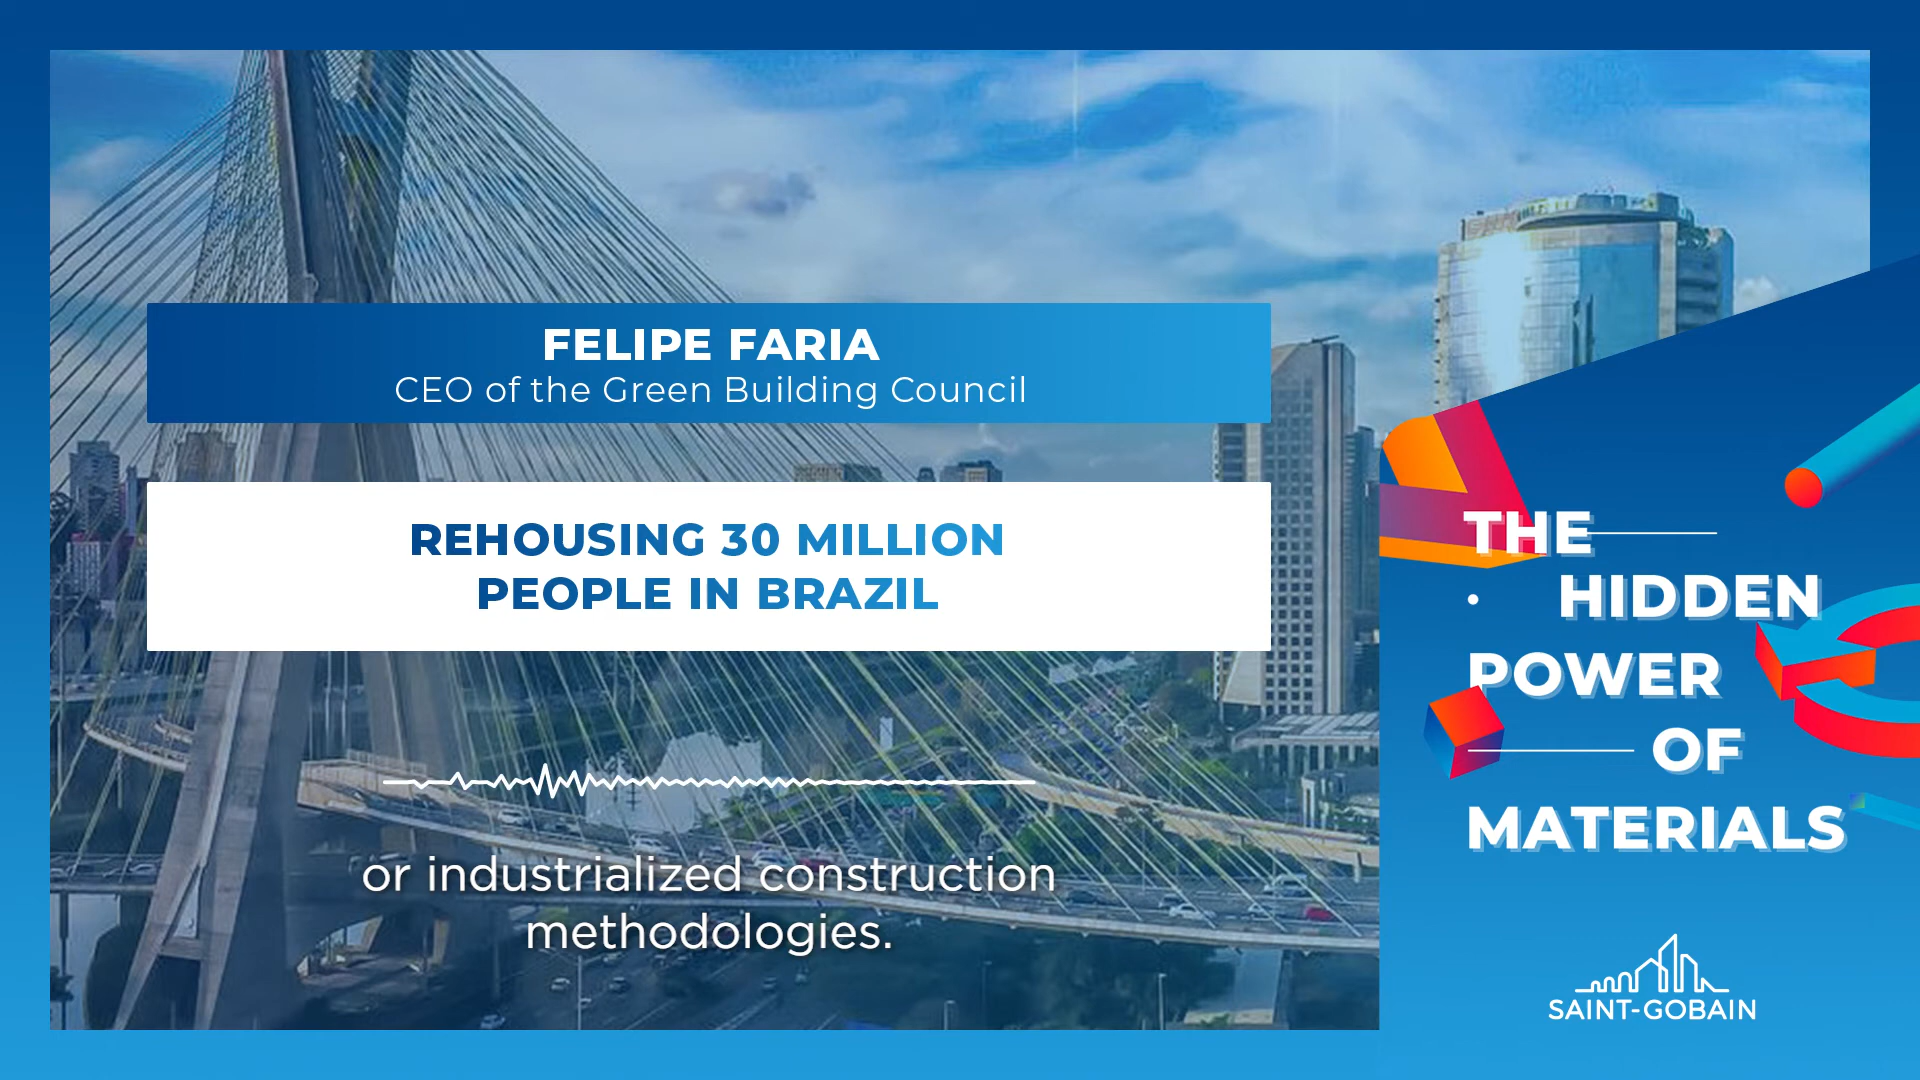 FELIPE FARIA
CEO of the Green Building Council
REHOUSING 30 MILLION
PEOPLE IN BRAZIL
or industrialized construction
methodologies.
THE
HIDDEN
POWER
OF
MATERIALS
SAINT-GOBAIN